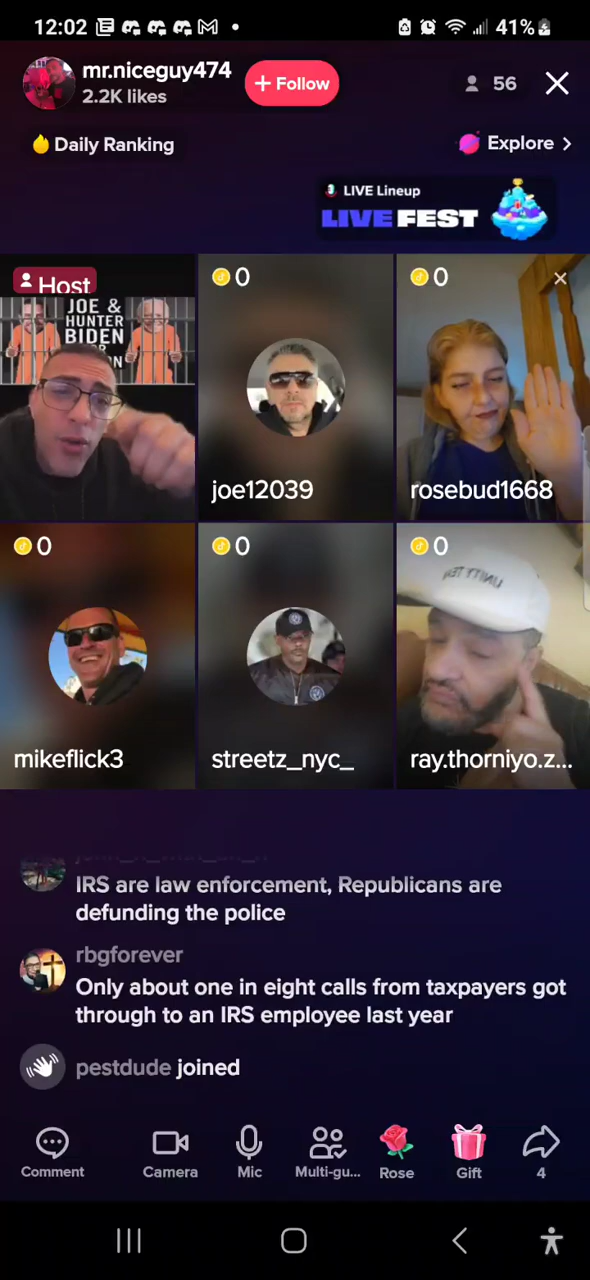 12:02
41%
mr.niceguy474
+ Follow
56
2.2K likes
Daily Ranking
Explore >
LIVE Lineup
LIVE FEST
Host
JOE &
HUNTER
BIDEN
0
joe12039
0
rosebud1668
0
mikeflick3
0
streetz_nyc_
0
ray.thorniyo.z...
IRS are law enforcement, Republicans are
defunding the police
rbgforever
Only about one in eight calls from taxpayers got
through to an IRS employee last year
pestdude joined
Comment
Camera
Mic
Multi-gu...
Rose
Gift
4